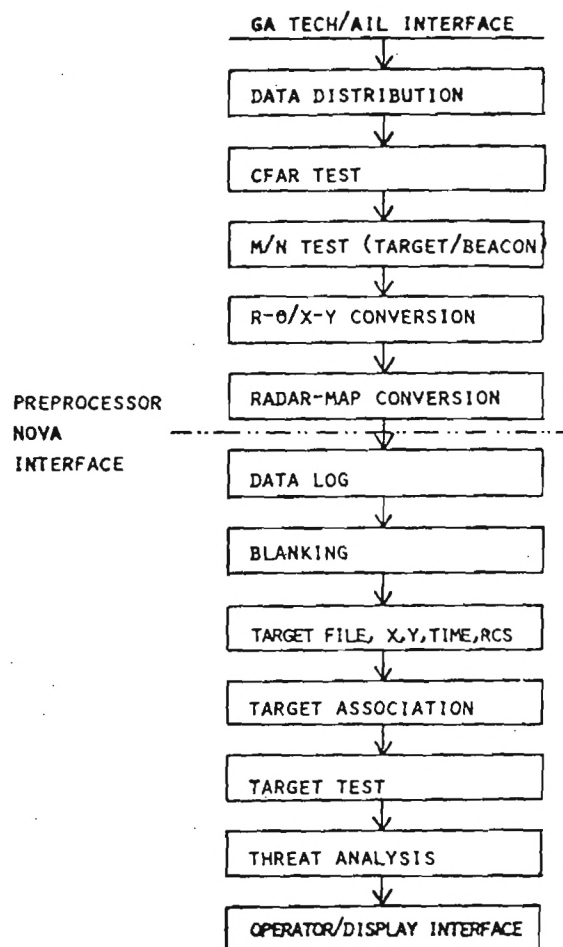 GA TECH/AIL INTERFACE
DATA DISTRIBUTION
CFAR TEST
M/N TEST (TARGET/BEACON)
R-θ/X-Y CONVERSION
RADAR-MAP CONVERSION
PREPROCESSOR
NOVA
INTERFACE
DATA LOG
BLANKING
TARGET FILE, X,Y,TIME,RCS
TARGET ASSOCIATION
TARGET TEST
THREAT ANALYSIS
OPERATOR/DISPLAY INTERFACE